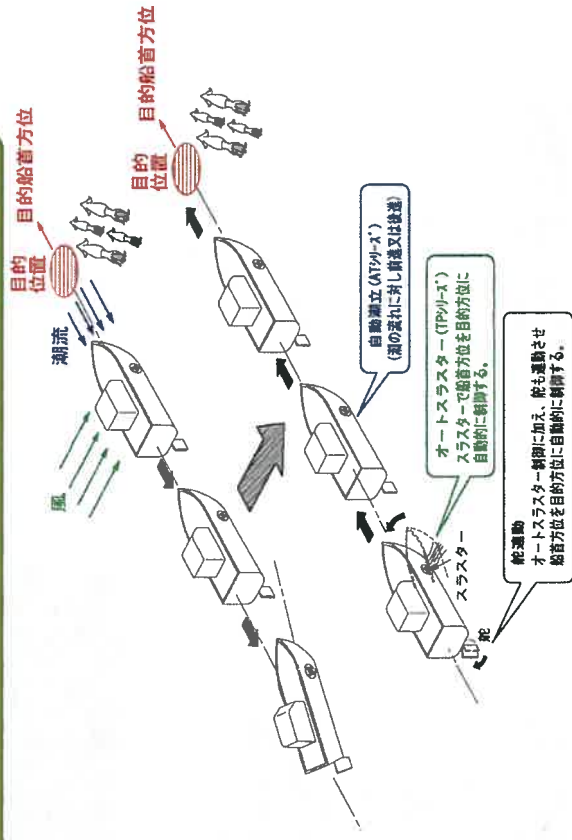 目的船首方位
目的
位置
潮流
風
目的船首方位
目的
位置
自動潮立(ATシリーズ)
(潮の流れに対し前進又は後進)
オートスラスター(TPシリーズ)
スラスターで船首方位を目的方位に
自動的に制御する。
スラスター
舵
舵連動
オートスラスター制御に加え、舵も連動させ
船首方位を目的方位に自動的に制御する。